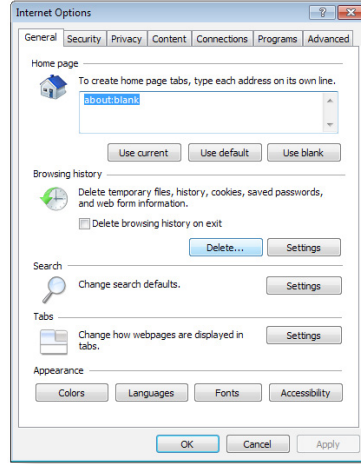 Internet Options
General Security Privacy Content Connections Programs Advanced
Home page
To create home page tabs, type each address on its own line.
about:blank
Use current Use default Use blank
Browsing history
Delete temporary files, history, cookies, saved passwords,
and web form information.
Delete browsing history on exit
Delete... Settings
Search
Change search defaults. Settings
Tabs
Change how webpages are displayed in
tabs.
Settings
Appearance
Colors Languages Fonts Accessibility
OK Cancel Apply